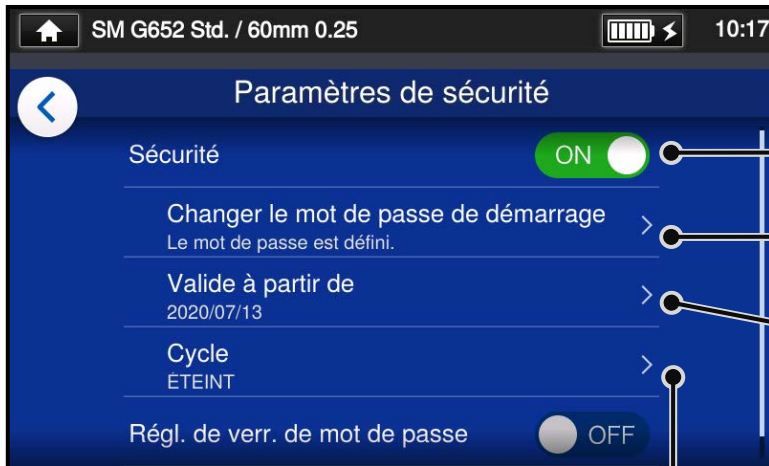 SM G652 Std. / 60mm 0.25
10:17
Paramètres de sécurité
Sécurité
ON
Changer le mot de passe de démarrage
Le mot de passe est défini.
Valide à partir de
2020/07/13
Cycle
ÉTEINT
Régl. de verr. de mot de passe
OFF